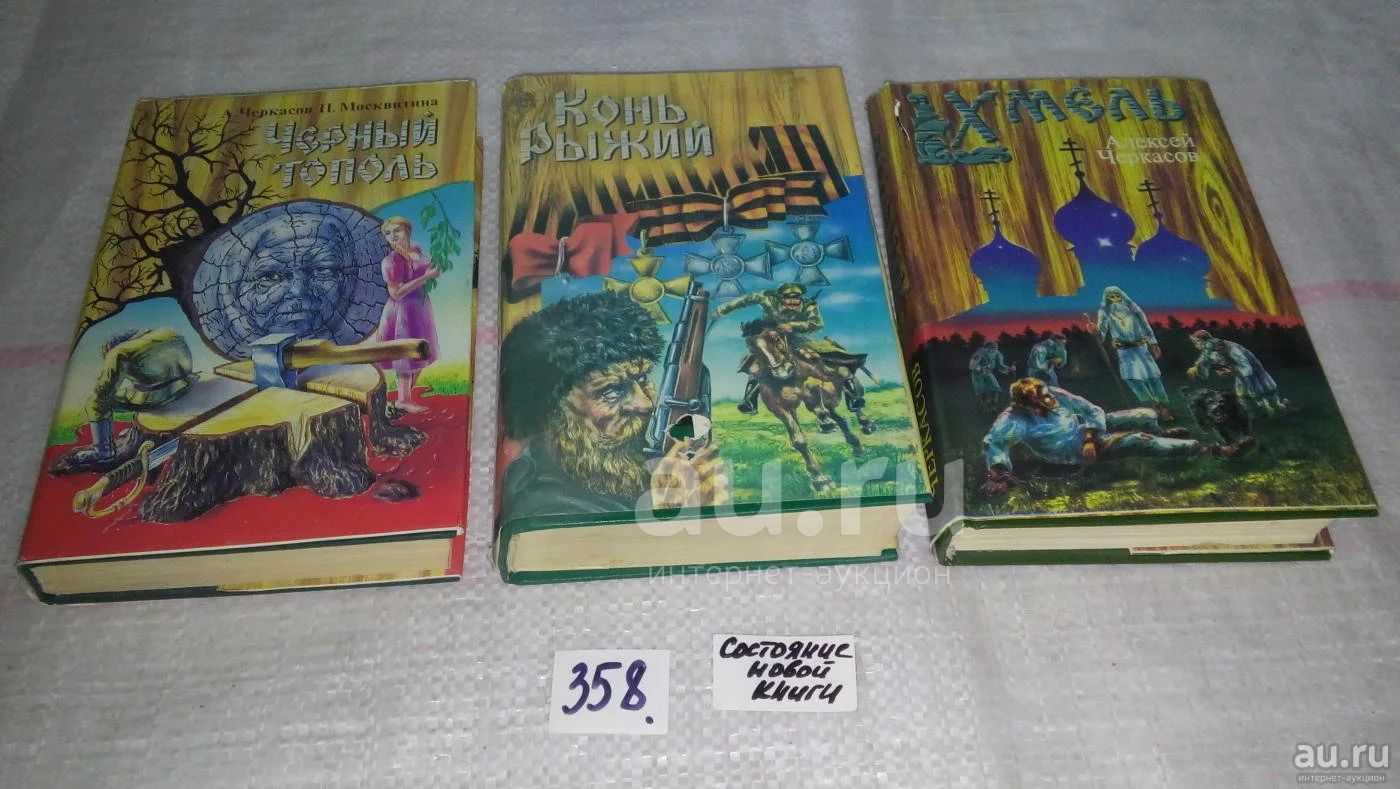 А. Черкасов П. Москвитина
Черный
тополь
Конь
Рыжий
Хмель
Алексей
Черкасов
ЧЕРКАСОВ
au.ru
интернет-аукцион
358.
Состояние
новой
книги
au.ru
интернет-аукцион